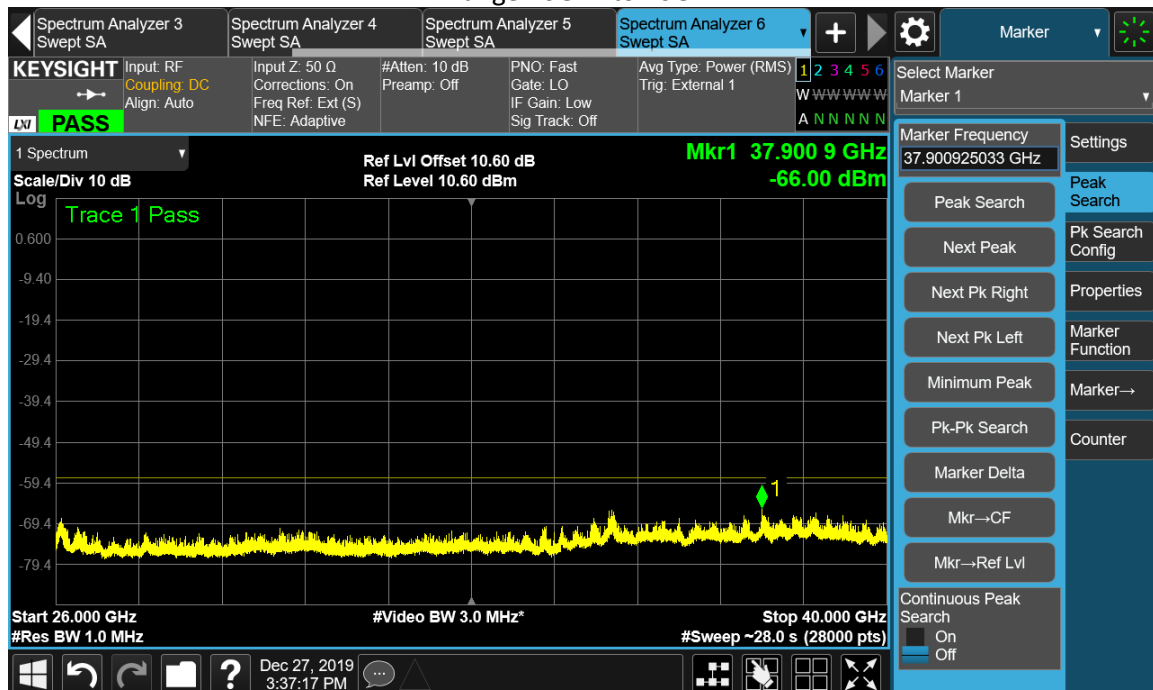 Spectrum Analyzer 3
Swept SA
Spectrum Analyzer 4
Swept SA
Spectrum Analyzer 5
Swept SA
Spectrum Analyzer 6
Swept SA
+
Marker
KEYSIGHT
Input: RF
Coupling: DC
Align: Auto
LXI
PASS
Input Z: 50 Ω
Corrections: On
Freq Ref: Ext (S)
NFE: Adaptive
#Atten: 10 dB
Preamp: Off
PNO: Fast
Gate: LO
IF Gain: Low
Sig Track: Off
Avg Type: Power (RMS)
Trig: External 1
1 2 3 4 5 6
W W W W W W
A N N N N N
Select Marker
Marker 1
1 Spectrum
Scale/Div 10 dB
Log
Ref Lvl Offset 10.60 dB
Ref Level 10.60 dBm
Mkr1 37.900 9 GHz
-66.00 dBm
Trace 1 Pass
0.600
-9.40
-19.4
-29.4
-39.4
-49.4
-59.4
-69.4
-79.4
1
Start 26.000 GHz
#Res BW 1.0 MHz
#Video BW 3.0 MHz*
Stop 40.000 GHz
#Sweep ~28.0 s (28000 pts)
Marker Frequency
37.900925033 GHz
Peak Search
Next Peak
Next Pk Right
Next Pk Left
Minimum Peak
Pk-Pk Search
Marker Delta
Mkr→CF
Mkr→Ref Lvl
Continuous Peak
Search
On
Off
Settings
Peak
Search
Pk Search
Config
Properties
Marker
Function
Marker→
Counter
?
Dec 27, 2019
3:37:17 PM